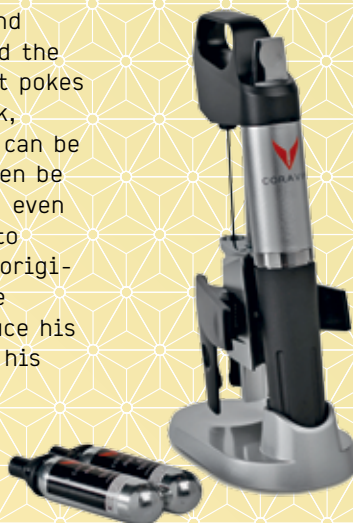 nd
d the
t pokes
k,
can be
en be
even
to
origi-
e
uce his
his
CORAVIN